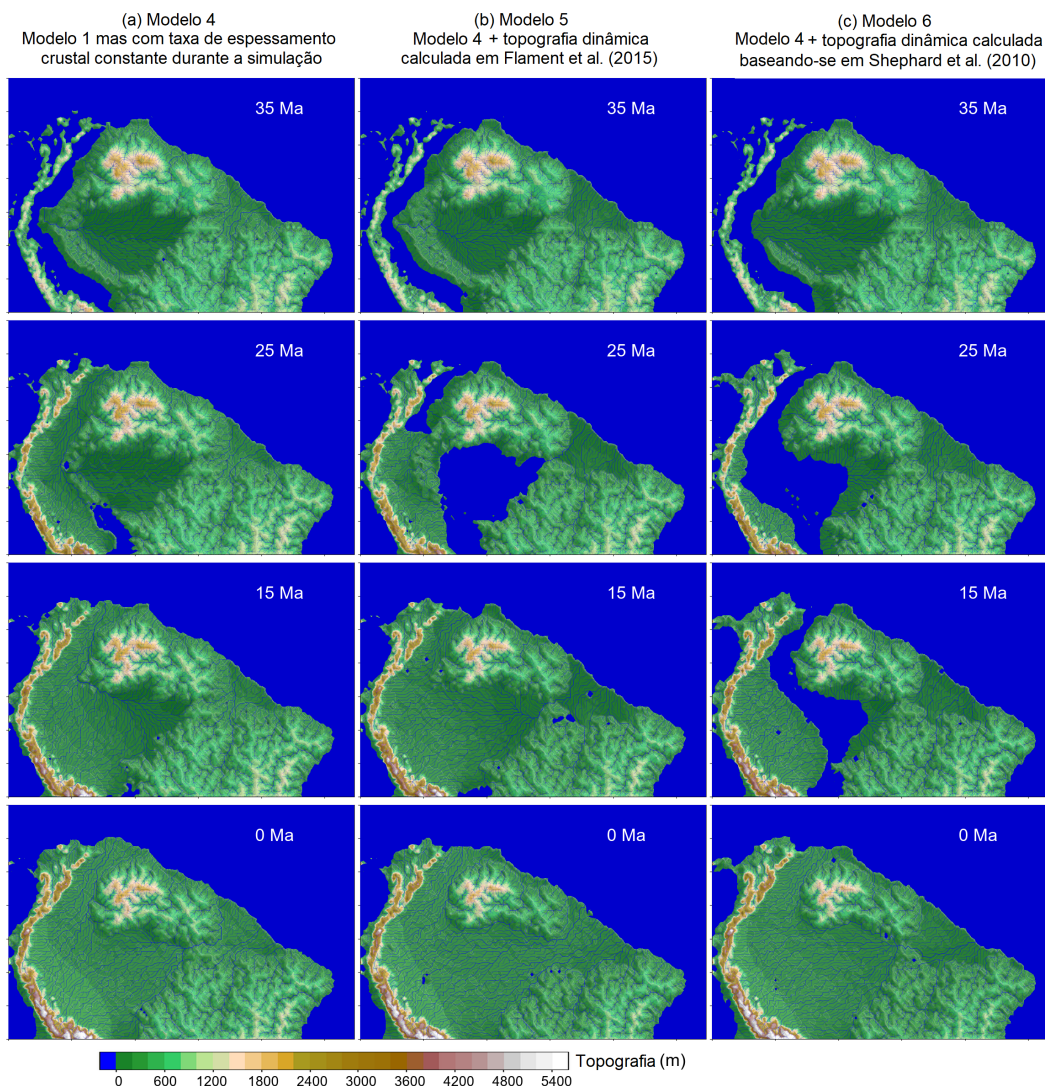 (a) Modelo 4
Modelo 1 mas com taxa de espessamento
crustal constante durante a simulação
(b) Modelo 5
Modelo 4 + topografia dinâmica
calculada em Flament et al. (2015)
(c) Modelo 6
Modelo 4 + topografia dinâmica calculada
baseando-se em Shephard et al. (2010)
35 Ma
35 Ma
35 Ma
25 Ma
25 Ma
25 Ma
15 Ma
15 Ma
15 Ma
0 Ma
0 Ma
0 Ma
Topografia (m)
0 600 1200 1800 2400 3000 3600 4200 4800 5400